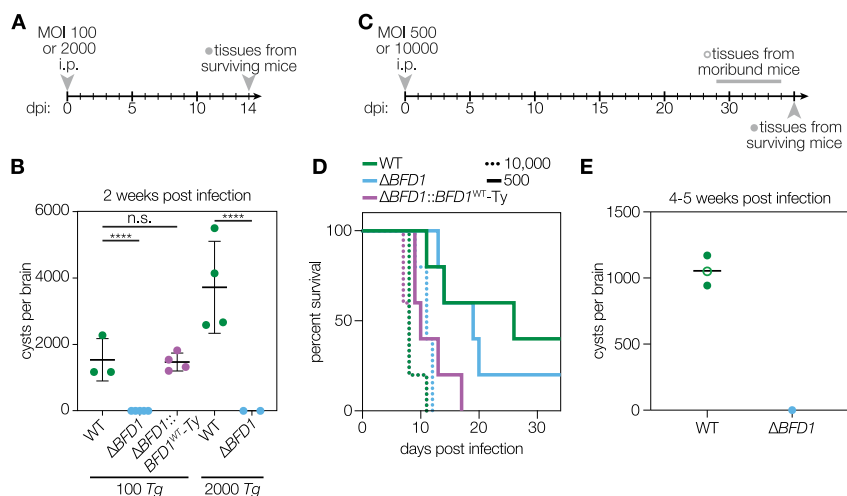 A
MOI 100
or 2000
i.p.
tissues from
surviving mice
dpi: 0 5 10 14
C
MOI 500
or 10000
i.p.
tissues from
moribund mice
dpi: 0 5 10 15 20 25 30
tissues from
surviving mice
B
2 weeks post infection
n.s.
****
****
cysts per brain
6000
4000
2000
0
WT
ΔBFD1
ΔBFD1::
BFD1WT-Ty
WT
ΔBFD1
100 Tg
2000 Tg
D
WT
ΔBFD1
ΔBFD1::BFD1WT-Ty
10,000
500
percent survival
100
50
0
0 10 20 30
days post infection
E
4-5 weeks post infection
cysts per brain
1500
1000
500
0
WT
ΔBFD1